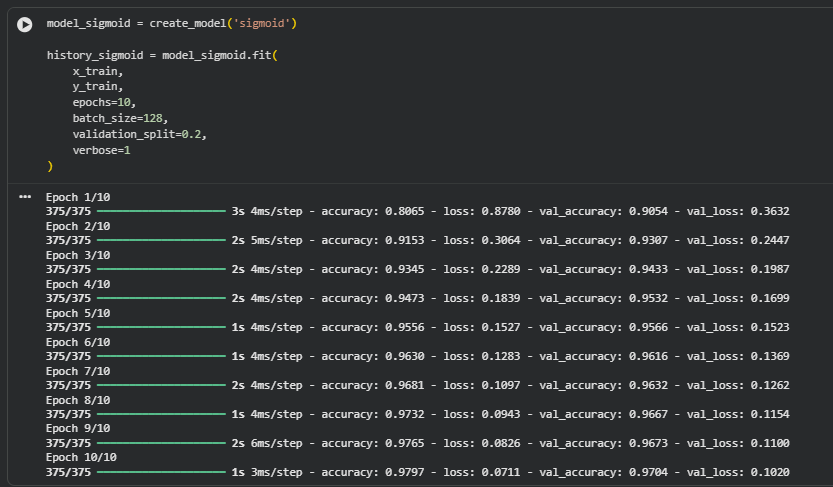 model_sigmoid = create_model('sigmoid')
history_sigmoid = model_sigmoid.fit(
    x_train,
    y_train,
    epochs=10,
    batch_size=128,
    validation_split=0.2,
    verbose=1
)
Epoch 1/10
375/375 ━━━━━━━━━━━━━━━━━━━━ 3s 4ms/step - accuracy: 0.8065 - loss: 0.8780 - val_accuracy: 0.9054 - val_loss: 0.3632
Epoch 2/10
375/375 ━━━━━━━━━━━━━━━━━━━━ 2s 5ms/step - accuracy: 0.9153 - loss: 0.3064 - val_accuracy: 0.9307 - val_loss: 0.2447
Epoch 3/10
375/375 ━━━━━━━━━━━━━━━━━━━━ 2s 4ms/step - accuracy: 0.9345 - loss: 0.2289 - val_accuracy: 0.9433 - val_loss: 0.1987
Epoch 4/10
375/375 ━━━━━━━━━━━━━━━━━━━━ 2s 4ms/step - accuracy: 0.9473 - loss: 0.1839 - val_accuracy: 0.9532 - val_loss: 0.1699
Epoch 5/10
375/375 ━━━━━━━━━━━━━━━━━━━━ 1s 4ms/step - accuracy: 0.9556 - loss: 0.1527 - val_accuracy: 0.9566 - val_loss: 0.1523
Epoch 6/10
375/375 ━━━━━━━━━━━━━━━━━━━━ 1s 4ms/step - accuracy: 0.9630 - loss: 0.1283 - val_accuracy: 0.9616 - val_loss: 0.1369
Epoch 7/10
375/375 ━━━━━━━━━━━━━━━━━━━━ 2s 4ms/step - accuracy: 0.9681 - loss: 0.1097 - val_accuracy: 0.9632 - val_loss: 0.1262
Epoch 8/10
375/375 ━━━━━━━━━━━━━━━━━━━━ 1s 4ms/step - accuracy: 0.9732 - loss: 0.0943 - val_accuracy: 0.9667 - val_loss: 0.1154
Epoch 9/10
375/375 ━━━━━━━━━━━━━━━━━━━━ 2s 6ms/step - accuracy: 0.9765 - loss: 0.0826 - val_accuracy: 0.9673 - val_loss: 0.1100
Epoch 10/10
375/375 ━━━━━━━━━━━━━━━━━━━━ 1s 3ms/step - accuracy: 0.9797 - loss: 0.0711 - val_accuracy: 0.9704 - val_loss: 0.1020